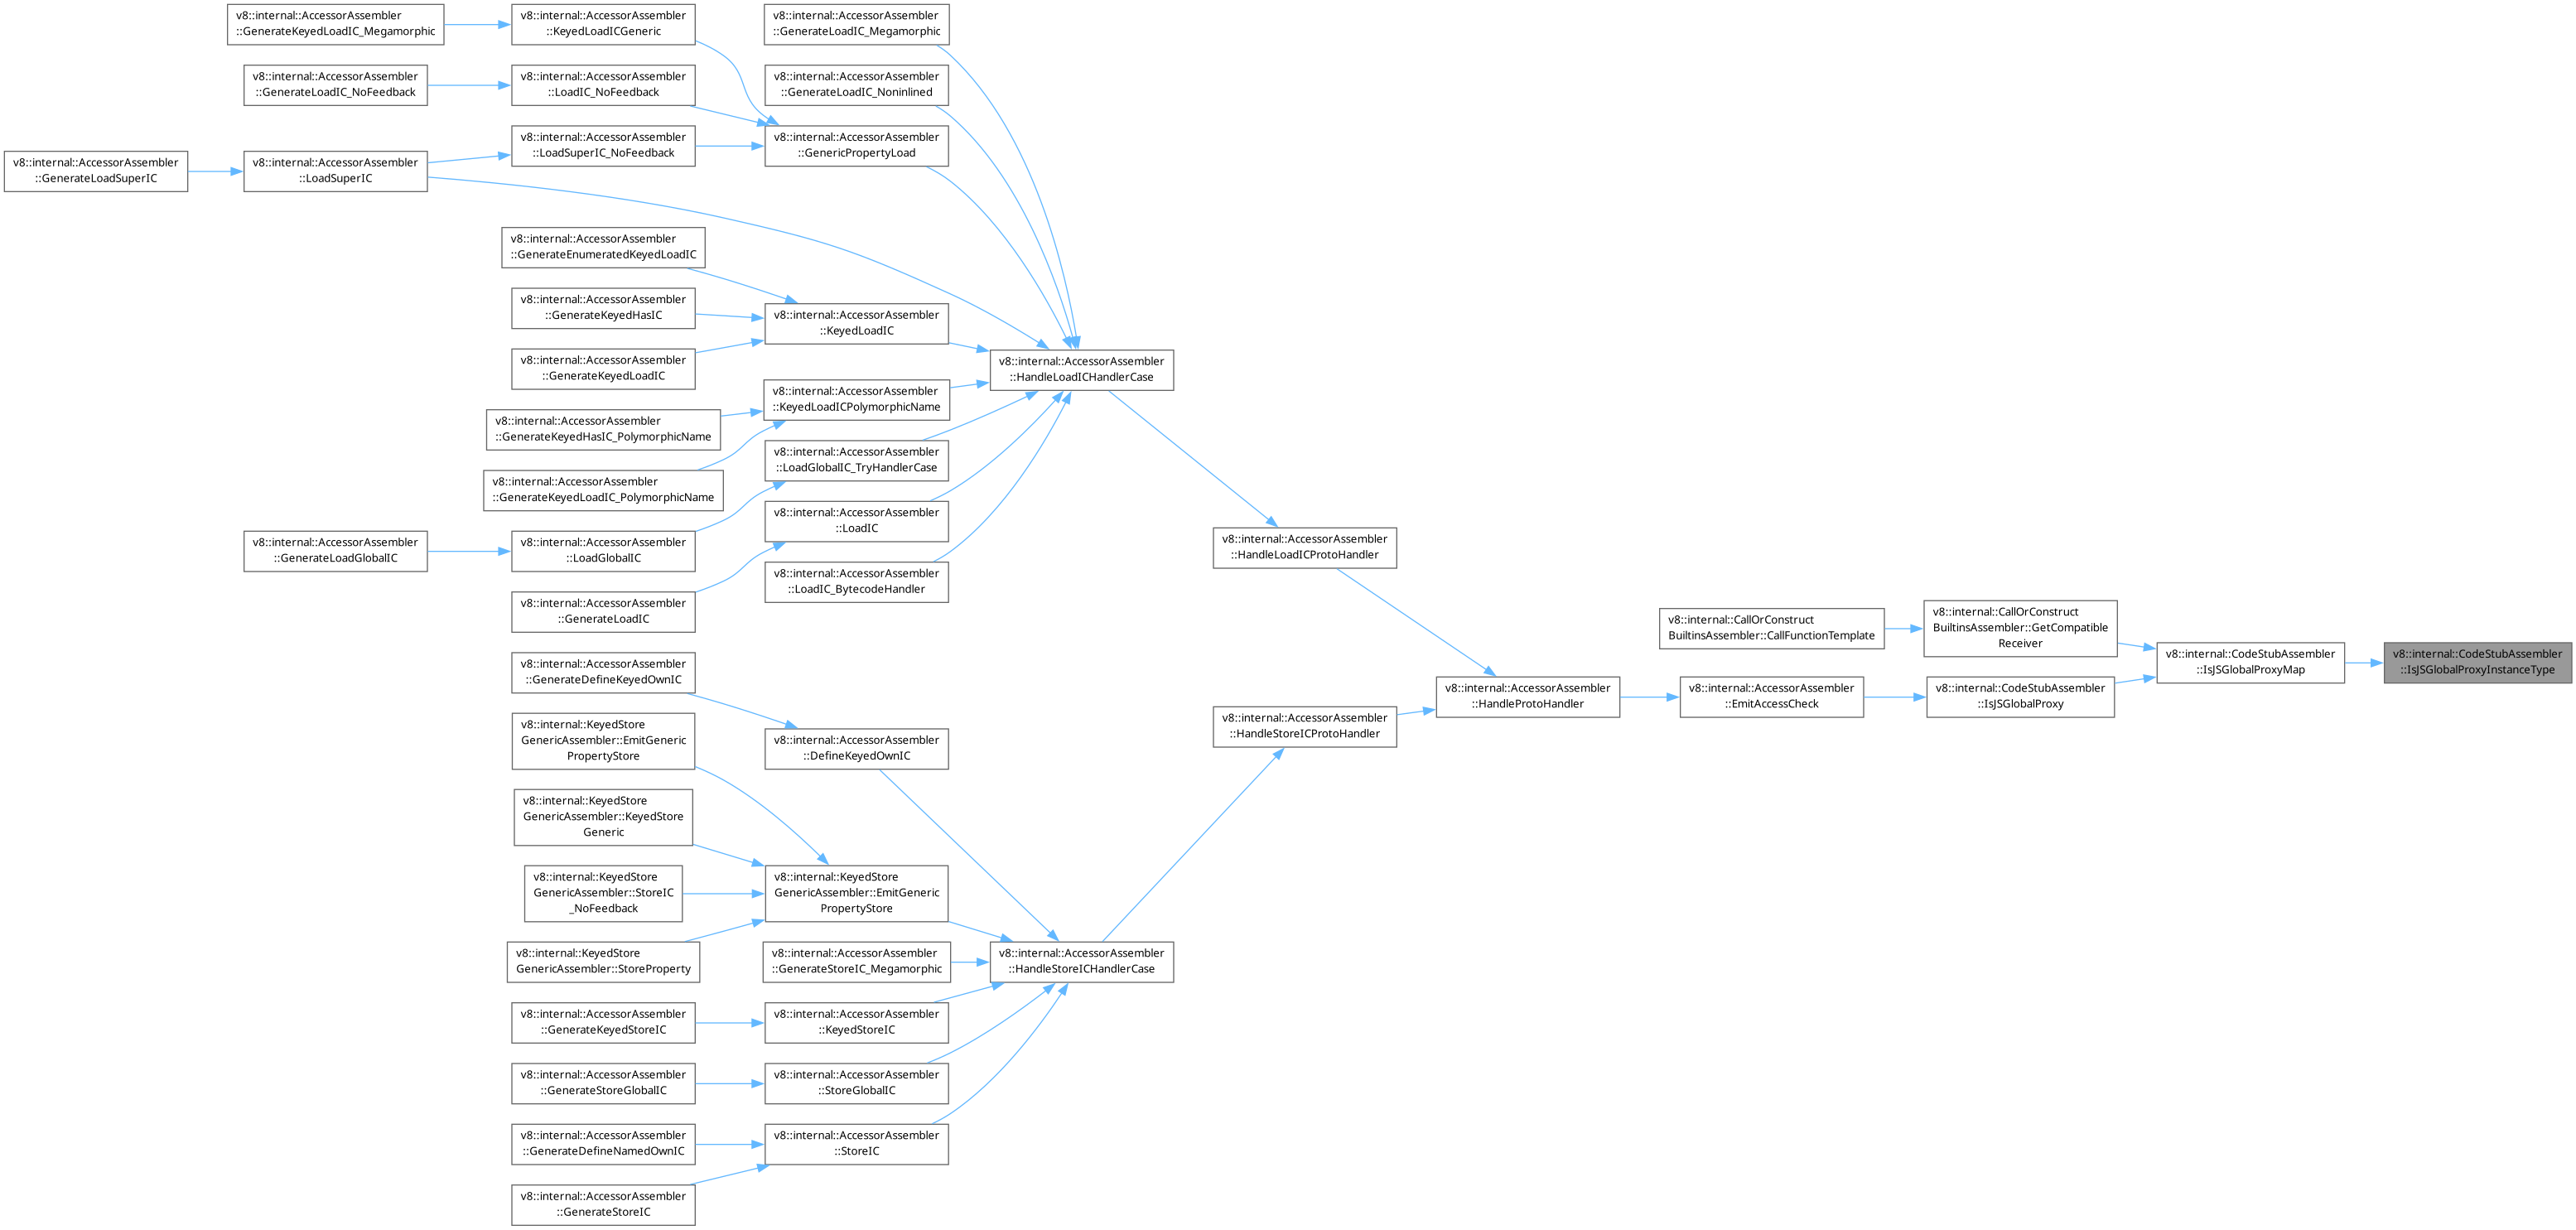 v8::internal::AccessorAssembler
::GenerateKeyedLoadIC_Megamorphic
v8::internal::AccessorAssembler
::KeyedLoadICGeneric
v8::internal::AccessorAssembler
::GenerateLoadIC_Megamorphic
v8::internal::AccessorAssembler
::GenerateLoadIC_NoFeedback
v8::internal::AccessorAssembler
::LoadIC_NoFeedback
v8::internal::AccessorAssembler
::GenerateLoadIC_Noninlined
v8::internal::AccessorAssembler
::GenerateLoadSuperIC
v8::internal::AccessorAssembler
::LoadSuperIC
v8::internal::AccessorAssembler
::LoadSuperIC_NoFeedback
v8::internal::AccessorAssembler
::GenericPropertyLoad
v8::internal::AccessorAssembler
::GenerateEnumeratedKeyedLoadIC
v8::internal::AccessorAssembler
::GenerateKeyedHasIC
v8::internal::AccessorAssembler
::KeyedLoadIC
v8::internal::AccessorAssembler
::GenerateKeyedLoadIC
v8::internal::AccessorAssembler
::HandleLoadICHandlerCase
v8::internal::AccessorAssembler
::KeyedLoadICPolymorphicName
v8::internal::AccessorAssembler
::GenerateKeyedHasIC_PolymorphicName
v8::internal::AccessorAssembler
::LoadGlobalIC_TryHandlerCase
v8::internal::AccessorAssembler
::GenerateKeyedLoadIC_PolymorphicName
v8::internal::AccessorAssembler
::LoadIC
v8::internal::AccessorAssembler
::GenerateLoadGlobalIC
v8::internal::AccessorAssembler
::LoadGlobalIC
v8::internal::AccessorAssembler
::HandleLoadICProtoHandler
v8::internal::AccessorAssembler
::LoadIC_BytecodeHandler
v8::internal::AccessorAssembler
::GenerateLoadIC
v8::internal::CallOrConstruct
BuiltinsAssembler::CallFunctionTemplate
v8::internal::CallOrConstruct
BuiltinsAssembler::GetCompatible
Receiver
v8::internal::CodeStubAssembler
::IsJSGlobalProxyMap
v8::internal::CodeStubAssembler
::IsJSGlobalProxyInstanceType
v8::internal::AccessorAssembler
::GenerateDefineKeyedOwnIC
v8::internal::AccessorAssembler
::HandleProtoHandler
v8::internal::AccessorAssembler
::EmitAccessCheck
v8::internal::CodeStubAssembler
::IsJSGlobalProxy
v8::internal::AccessorAssembler
::HandleStoreICProtoHandler
v8::internal::KeyedStore
GenericAssembler::EmitGeneric
PropertyStore
v8::internal::AccessorAssembler
::DefineKeyedOwnIC
v8::internal::KeyedStore
GenericAssembler::KeyedStore
Generic
v8::internal::KeyedStore
GenericAssembler::StoreIC
_NoFeedback
v8::internal::KeyedStore
GenericAssembler::EmitGeneric
PropertyStore
v8::internal::KeyedStore
GenericAssembler::StoreProperty
v8::internal::AccessorAssembler
::GenerateStoreIC_Megamorphic
v8::internal::AccessorAssembler
::HandleStoreICHandlerCase
v8::internal::AccessorAssembler
::GenerateKeyedStoreIC
v8::internal::AccessorAssembler
::KeyedStoreIC
v8::internal::AccessorAssembler
::GenerateStoreGlobalIC
v8::internal::AccessorAssembler
::StoreGlobalIC
v8::internal::AccessorAssembler
::GenerateDefineNamedOwnIC
v8::internal::AccessorAssembler
::StoreIC
v8::internal::AccessorAssembler
::GenerateStoreIC